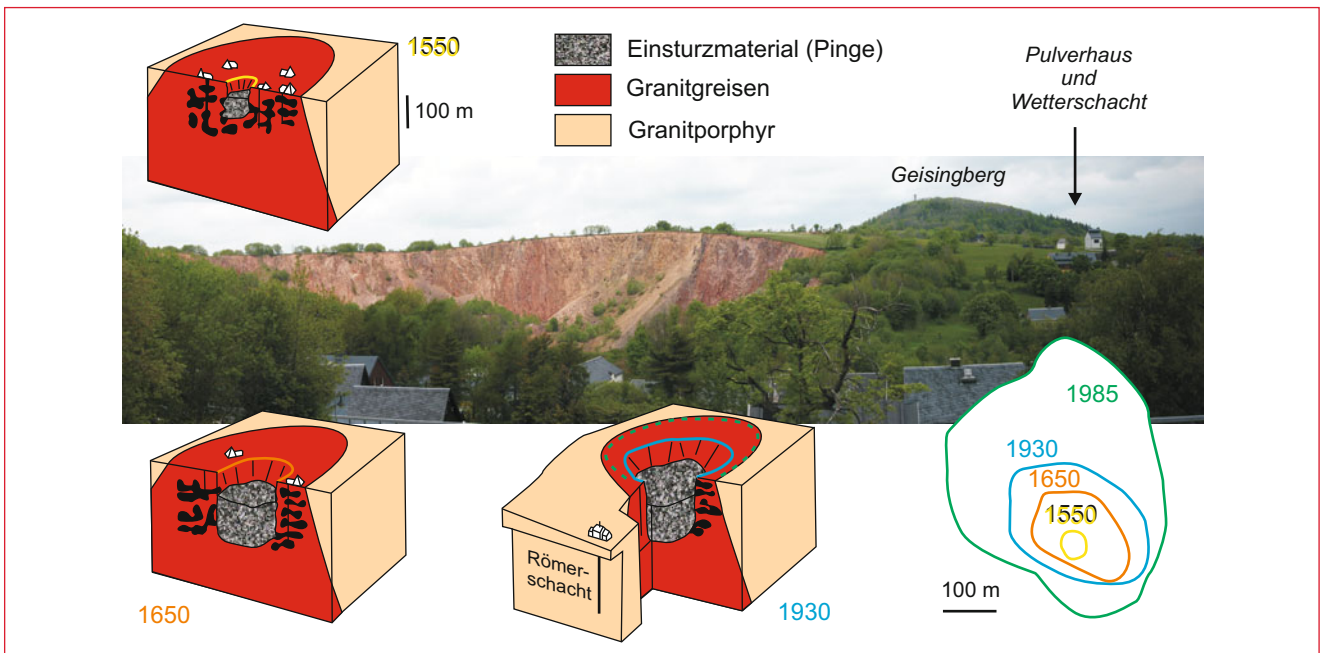 1550
100 m
Einsturzmaterial (Pinge)
Granitgreisen
Granitporphyr
Pulverhaus
und
Wetterschacht
Geisingberg
1650
Römer-
schacht
1930
1985
1930
1650
1550
100 m